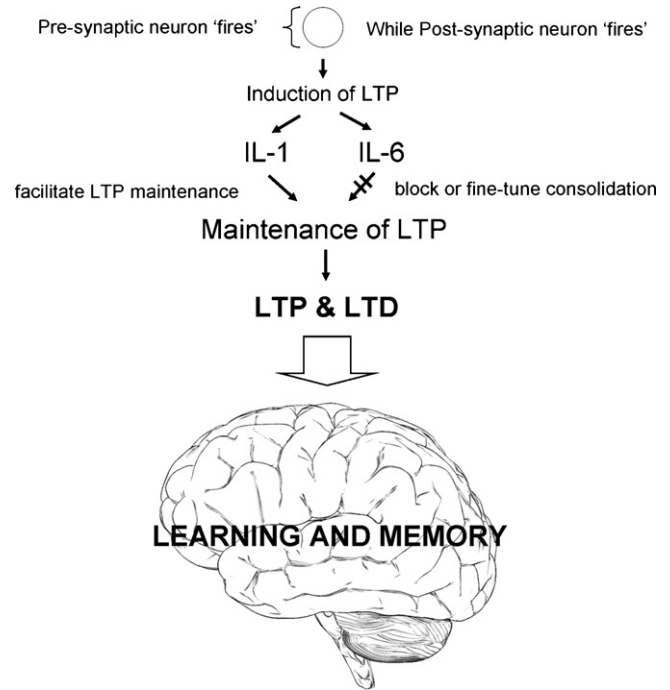 Pre-synaptic neuron ‘fires’
While Post-synaptic neuron ‘fires’
Induction of LTP
IL-1
IL-6
facilitate LTP maintenance
block or fine-tune consolidation
Maintenance of LTP
LTP & LTD
LEARNING AND MEMORY